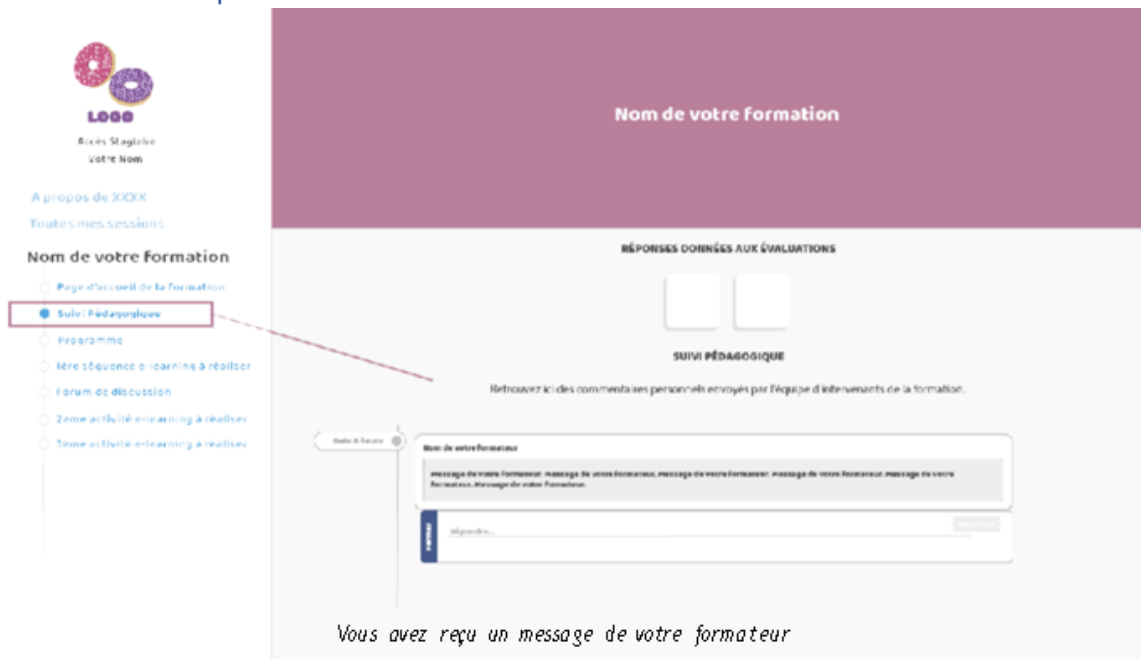 LOGO
Accès Stagiaire
Votre Nom
A propos de XXXX
Toutes mes sessions
Nom de votre formation
Page d'accueil de la formation
Suivi Pédagogique
Programme
1ère séquence e-learning à réaliser
Forum de discussion
2eme activité e-learning à réaliser
3eme activité e-learning à réaliser
Nom de votre formation
RÉPONSES DONNÉES AUX ÉVALUATIONS
SUIVI PÉDAGOGIQUE
Retrouvez ici des commentaires personnels envoyés par l'équipe d'intervenants de la formation.
Date & heure
Nom de votre formateur
Message de votre formateur. Message de votre formateur. Message de votre formateur. Message de votre formateur. Message de votre
formateur. Message de votre formateur.
Répondre...
Vous avez reçu un message de votre formateur